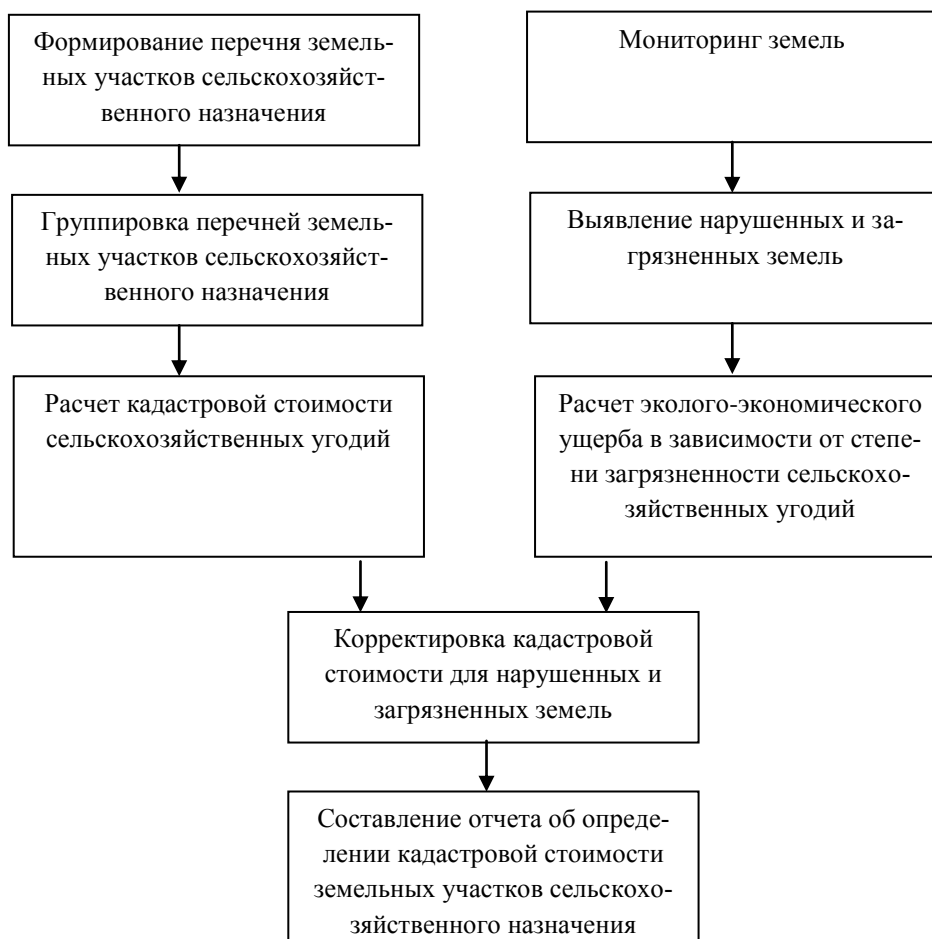 Формирование перечня земель-
ных участков сельскохозяйст-
венного назначения
Мониторинг земель
Группировка перечней земель-
ных участков сельскохозяйст-
венного назначения
Выявление нарушенных и за-
грязненных земель
Расчет кадастровой стоимости
сельскохозяйственных угодий
Расчет эколого-экономического
ущерба в зависимости от степе-
ни загрязненности сельскохо-
зяйственных угодий
Корректировка кадастровой
стоимости для нарушенных и
загрязненных земель
Составление отчета об опреде-
лении кадастровой стоимости
земельных участков сельскохо-
зяйственного назначения